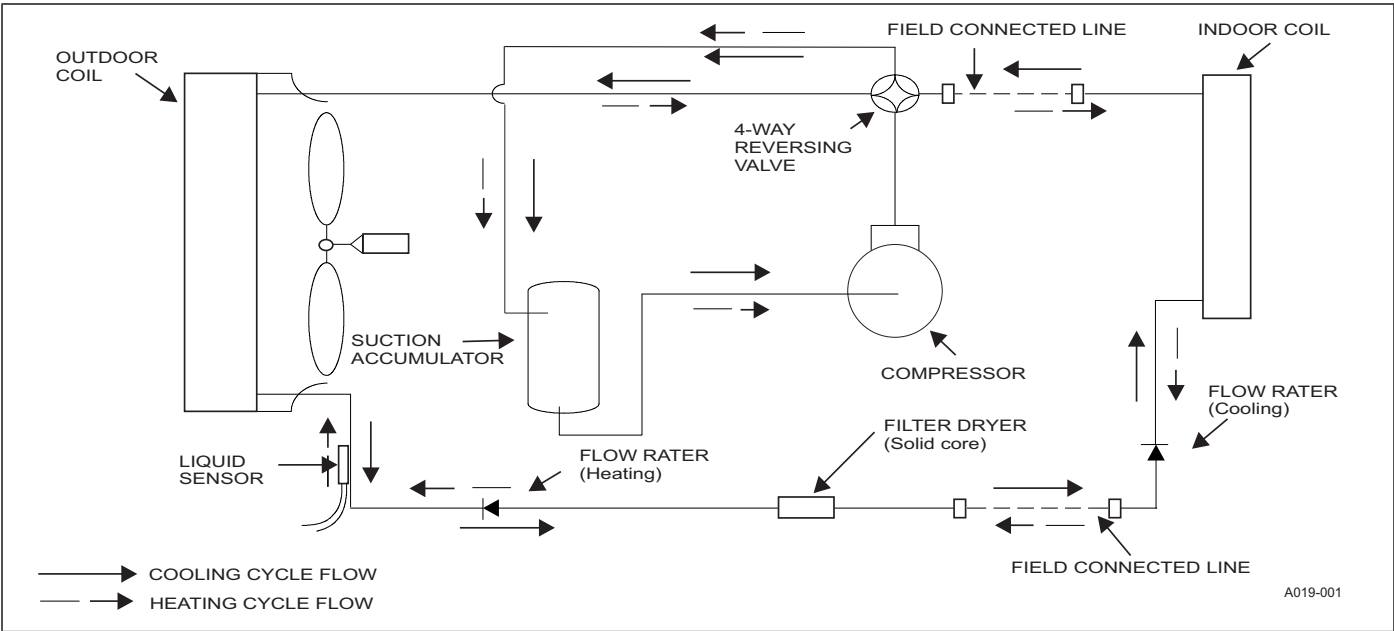 FIELD CONNECTED LINE
INDOOR COIL
OUTDOOR
COIL
4-WAY
REVERSING
VALVE
SUCTION
ACCUMULATOR
COMPRESSOR
FLOW RATER
(Cooling)
FILTER DRYER
(Solid core)
FLOW RATER
(Heating)
LIQUID
SENSOR
FIELD CONNECTED LINE
COOLING CYCLE FLOW
HEATING CYCLE FLOW
A019-001